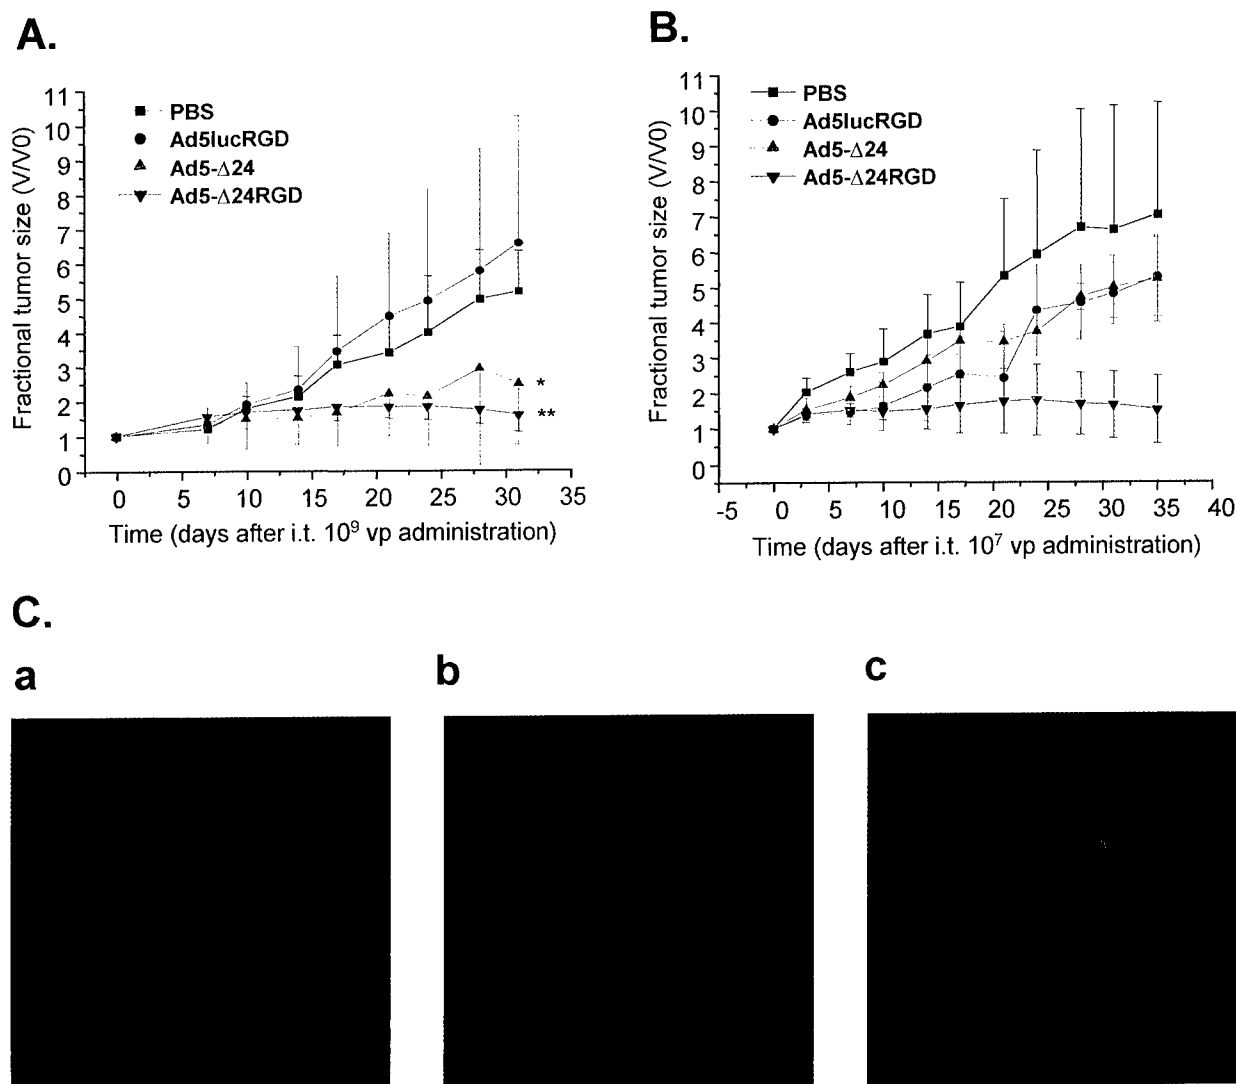 A.
B.
Fractional tumor size (V/V0)
11
10
9
8
7
6
5
4
3
2
1
0
PBS
Ad5lucRGD
Ad5-Δ24
Ad5-Δ24RGD
*
**
0 5 10 15 20 25 30 35
Time (days after i.t. 10⁹ vp administration)
Fractional tumor size (V/V0)
11
10
9
8
7
6
5
4
3
2
1
0
PBS
Ad5lucRGD
Ad5-Δ24
Ad5-Δ24RGD
-5 0 5 10 15 20 25 30 35 40
Time (days after i.t. 10⁷ vp administration)
C.
a
b
c